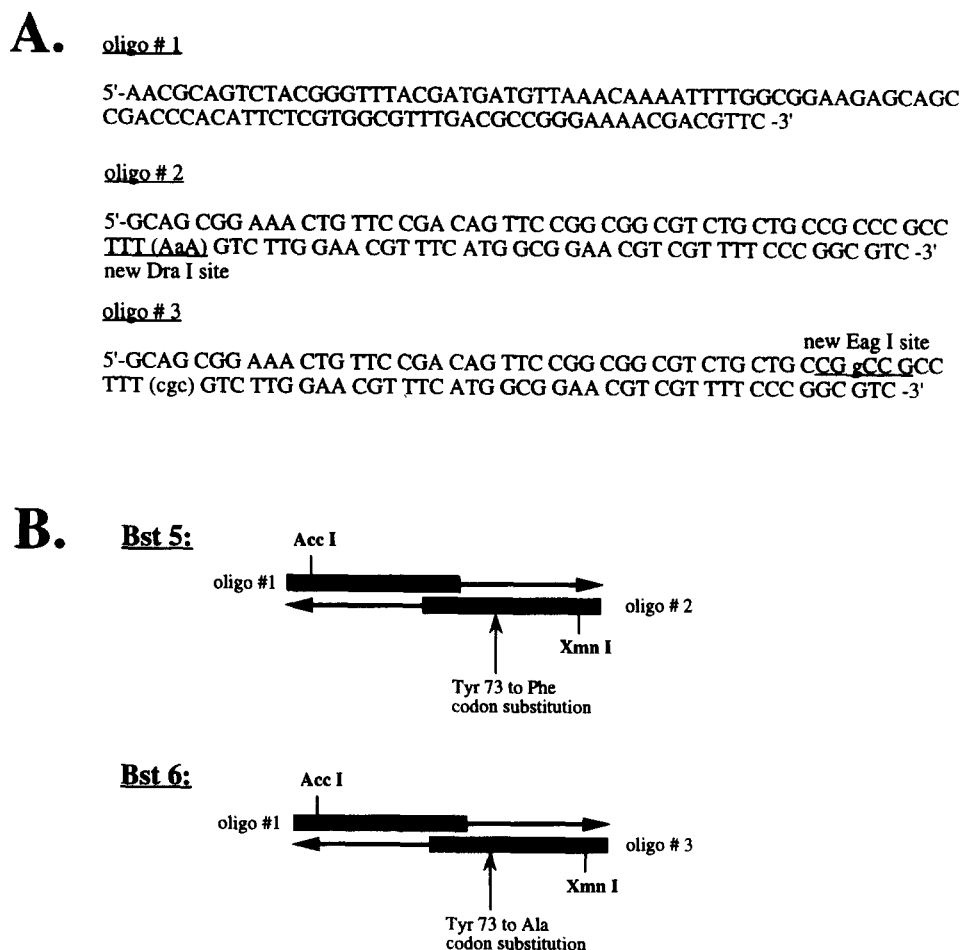 A.
oligo # 1
5'-AACGCAGTCTACGGGTTTACGATGATGTTAAACAAAATTTTGGCGGAAGAGCAGC
CGACCCACATTCTCGTGGCGTTTGACGCCGGGAAAACGACGTTC -3'
oligo # 2
5'-GCAG CGG AAA CTG TTC CGA CAG TTC CGG CGG CGT CTG CTG CCG CCC GCC
TTT (AaA) GTC TTG GAA CGT TTC ATG GCG GAA CGT CGT TTT CCC GGC GTC -3'
new Dra I site
oligo # 3
new Eag I site
5'-GCAG CGG AAA CTG TTC CGA CAG TTC CGG CGG CGT CTG CTG CCG gCC GCC
TTT (cgc) GTC TTG GAA CGT TTC ATG GCG GAA CGT CGT TTT CCC GGC GTC -3'
B.
Bst 5:
Acc I
oligo #1
oligo # 2
Xmn I
Tyr 73 to Phe
codon substitution
Bst 6:
Acc I
oligo #1
oligo # 3
Xmn I
Tyr 73 to Ala
codon substitution